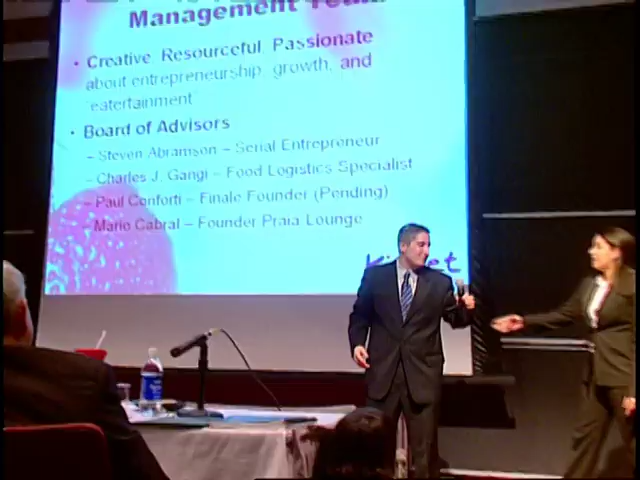 Management Team
• Creative, Resourceful, Passionate
about entrepreneurship, growth, and
"eatertainment"
• Board of Advisors
– Steven Abramson – Serial Entrepreneur
– Charles J. Gangi – Food Logistics Specialist
– Paul Conforti – Finale Founder (Pending)
– Mario Cabral – Founder Praia Lounge